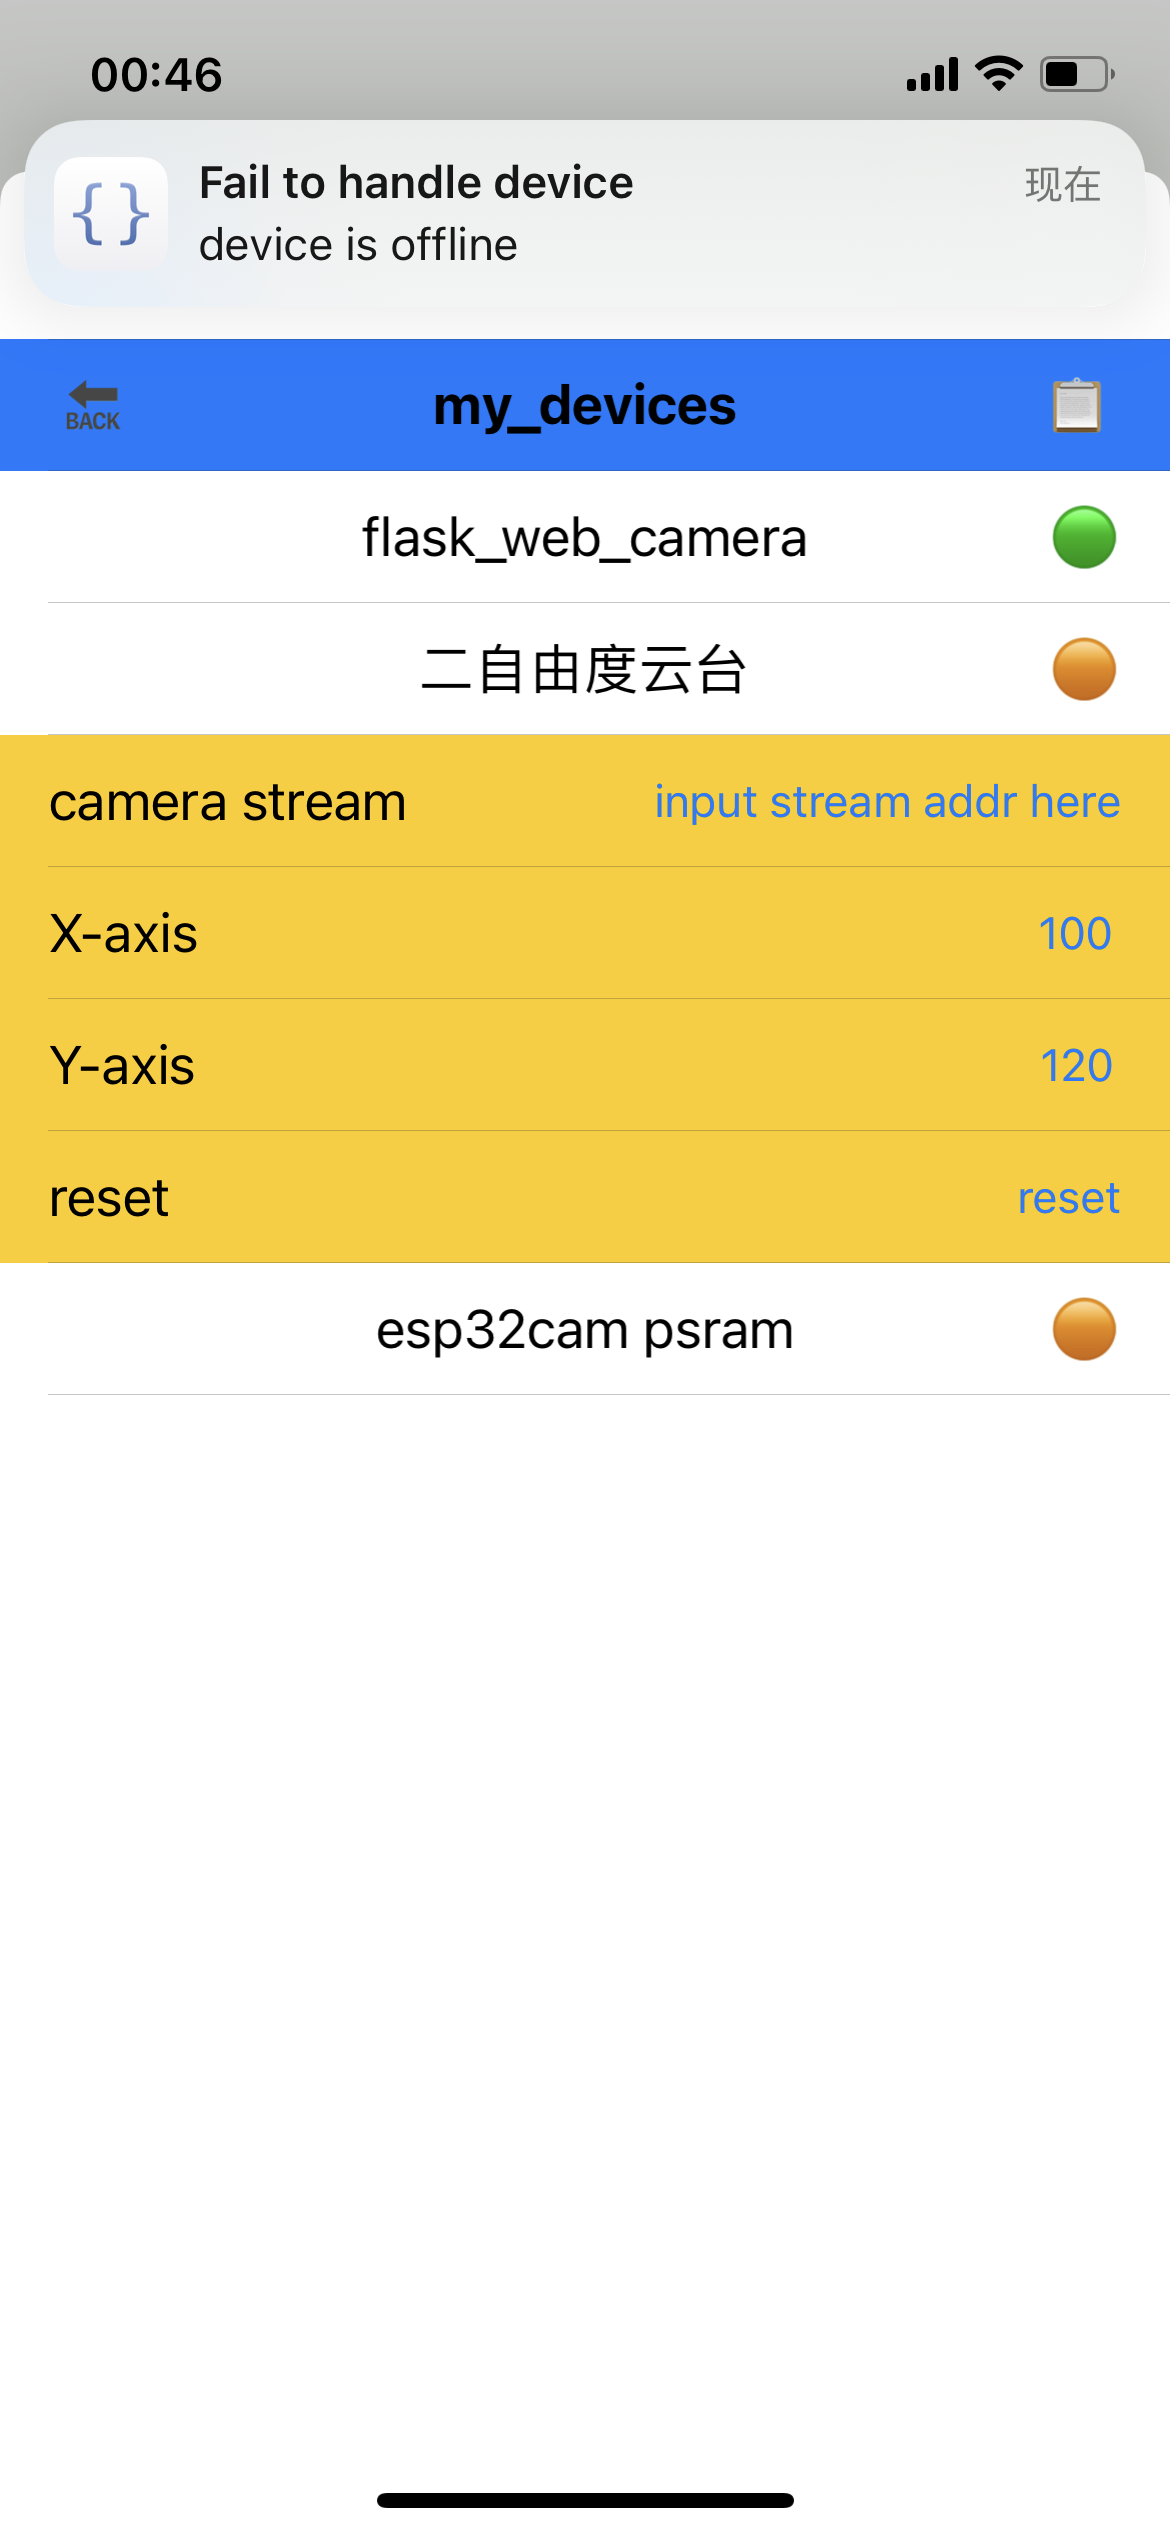 00:46
{}
Fail to handle device
现在
device is offline
BACK
my_devices
flask_web_camera
二自由度云台
camera stream
input stream addr here
X-axis
100
Y-axis
120
reset
reset
esp32cam psram